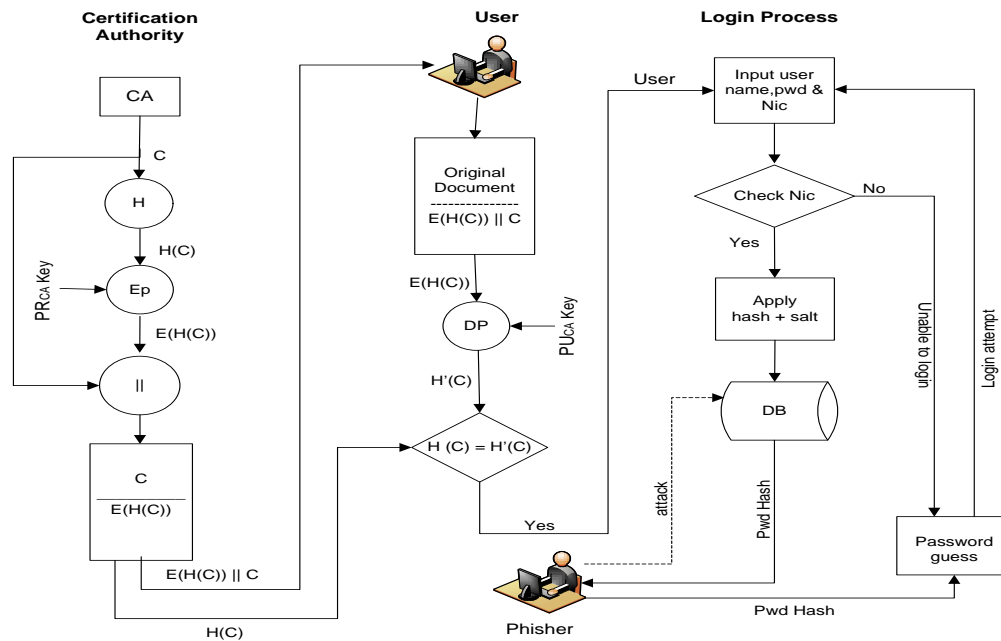 Certification
Authority
User
Login Process
CA
C
H
H(C)
PRCA Key
Ep
E(H(C))
||
C
E(H(C))
E(H(C)) || C
H(C)
Original
Document
---------------
E(H(C)) || C
E(H(C))
DP
PUCA Key
H'(C)
H (C) = H'(C)
Yes
User
Input user
name,pwd &
Nic
Check Nic
No
Yes
Apply
hash + salt
DB
attack
Pwd Hash
Unable to login
Login attempt
Password
guess
Pwd Hash
Phisher